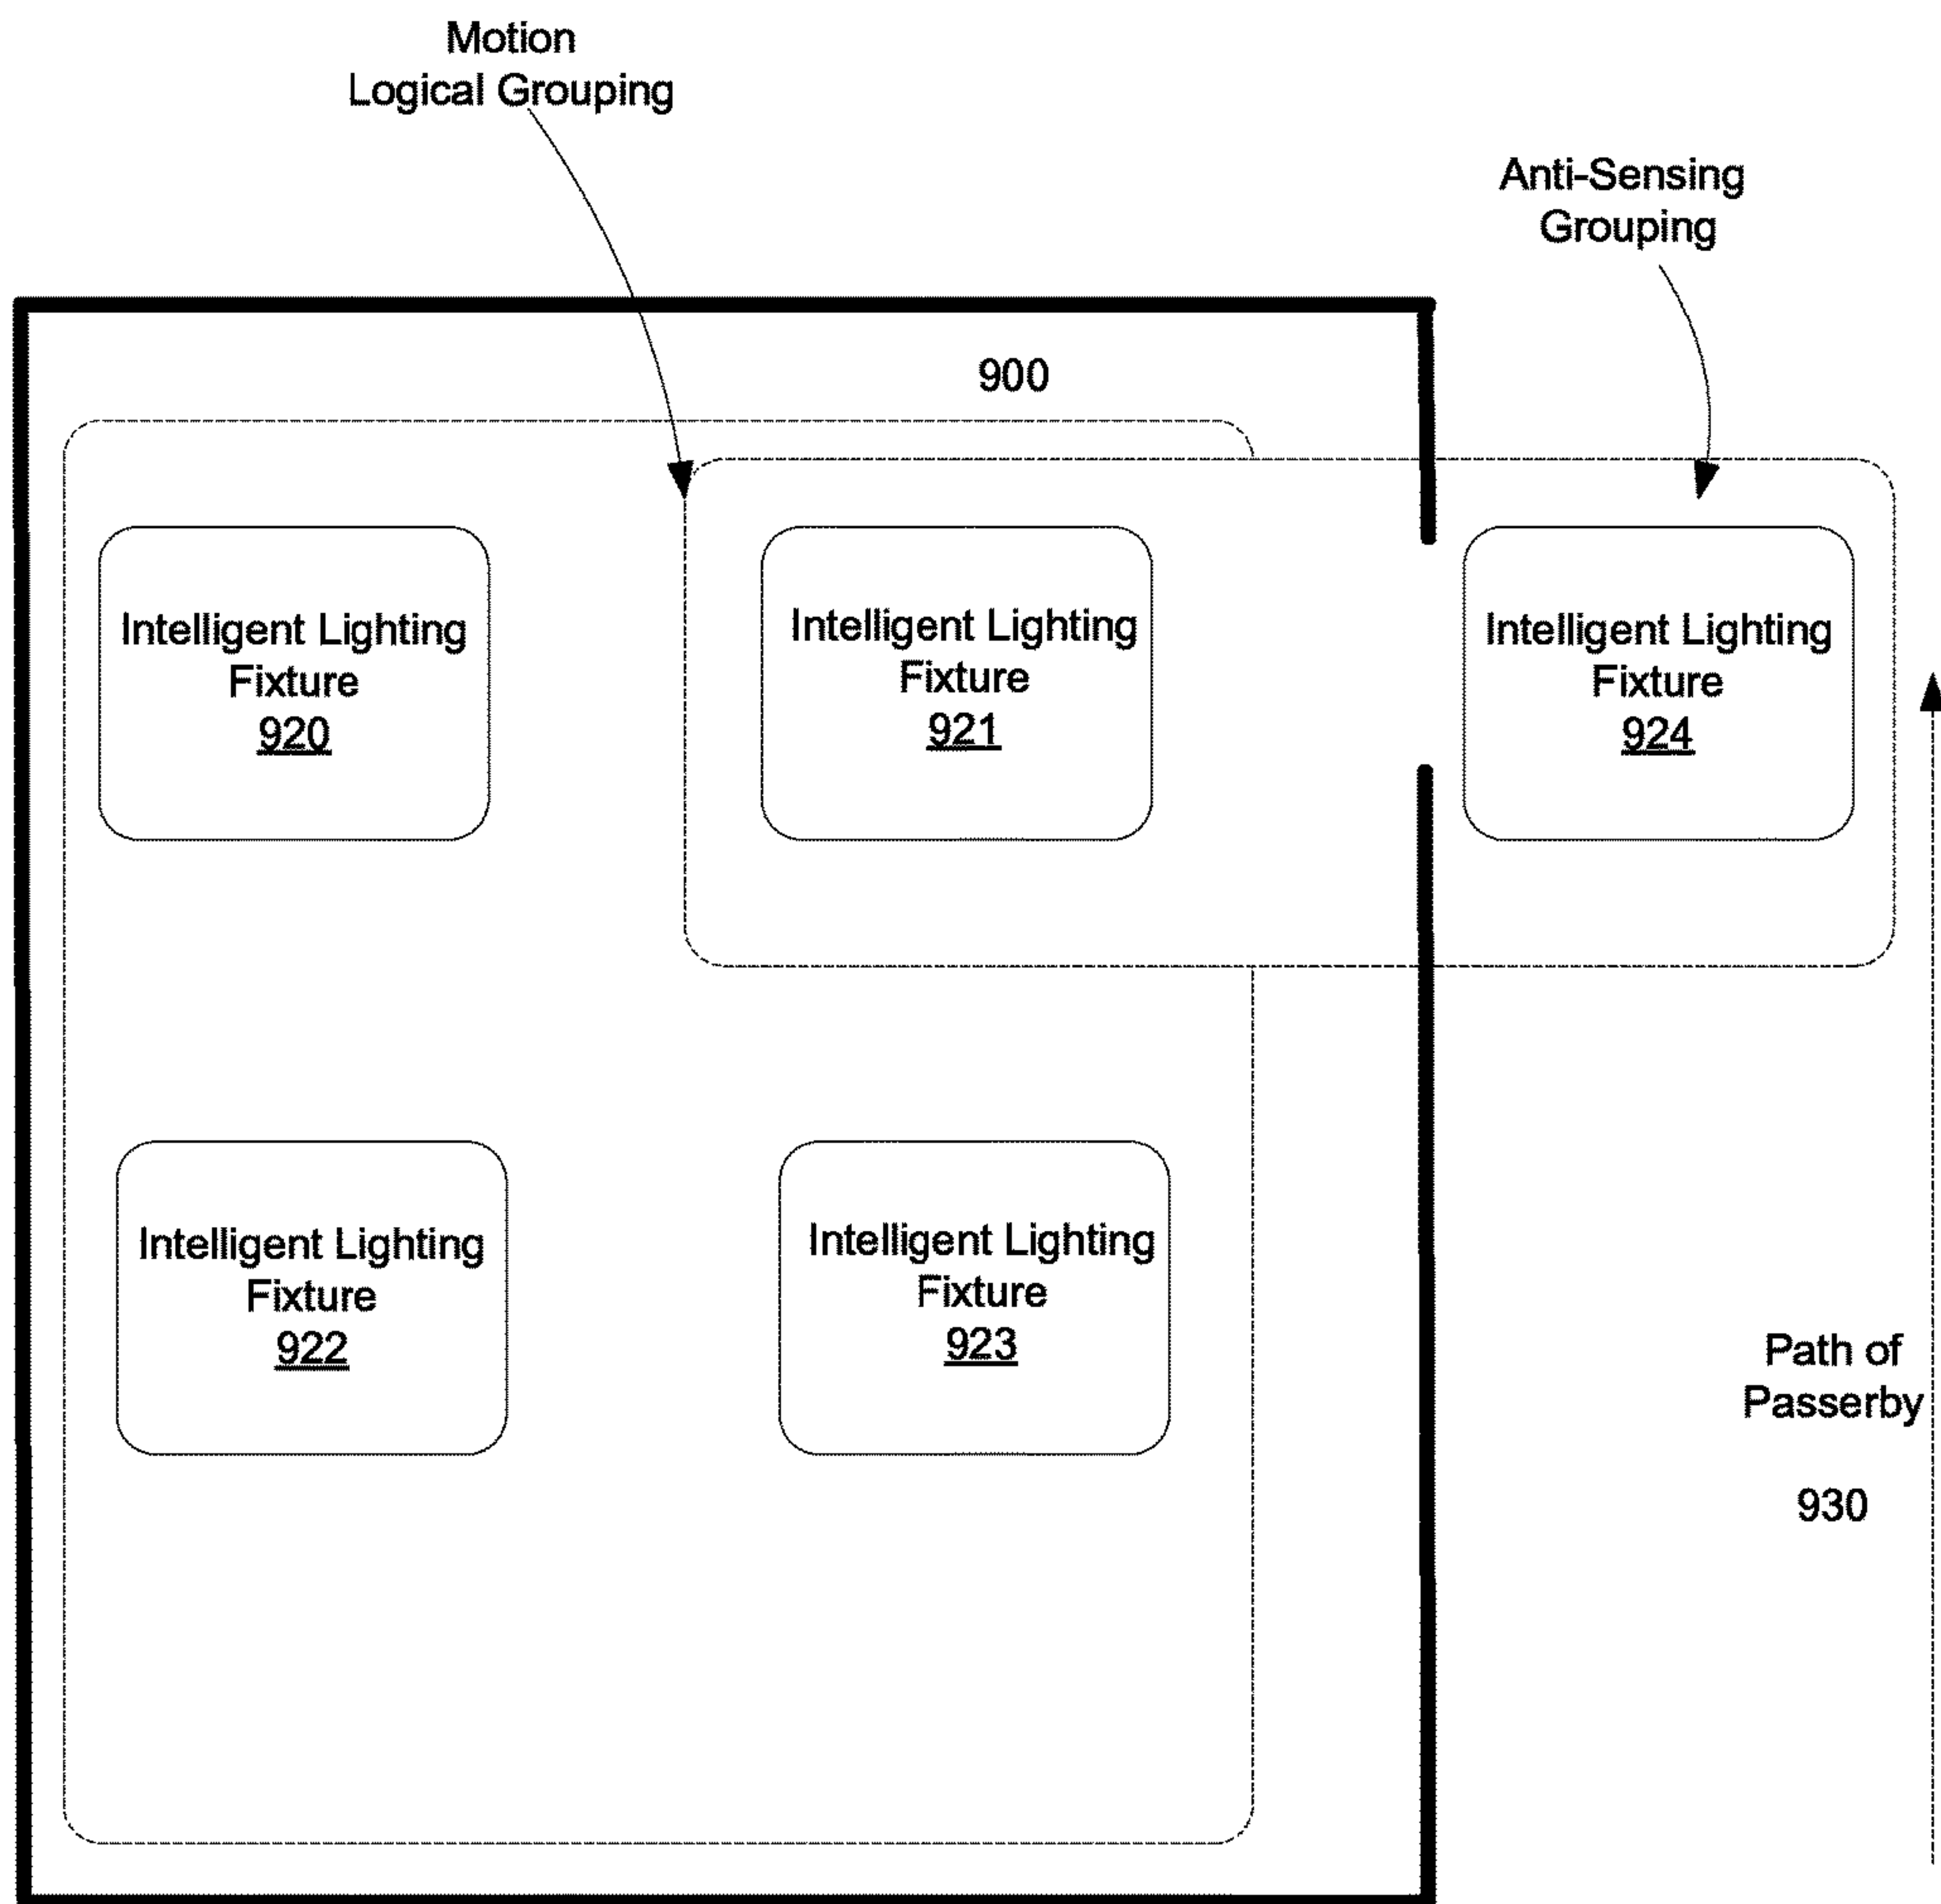 Motion
Logical Grouping
Anti-Sensing
Grouping
900
Intelligent Lighting
Fixture
920
Intelligent Lighting
Fixture
921
Intelligent Lighting
Fixture
924
Intelligent Lighting
Fixture
922
Intelligent Lighting
Fixture
923
Path of
Passerby
930